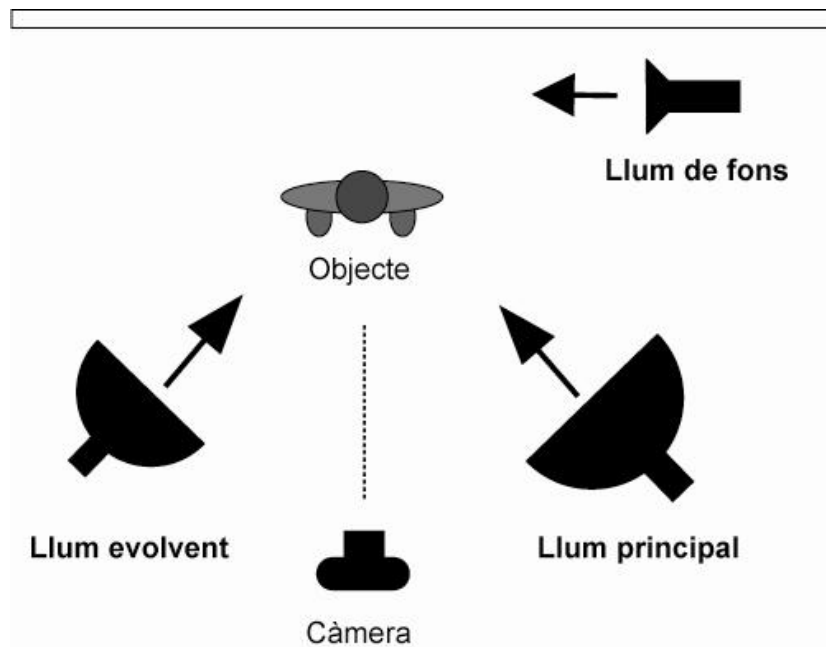 Llum de fons
Objecte
Llum evolvent
Llum principal
Càmera